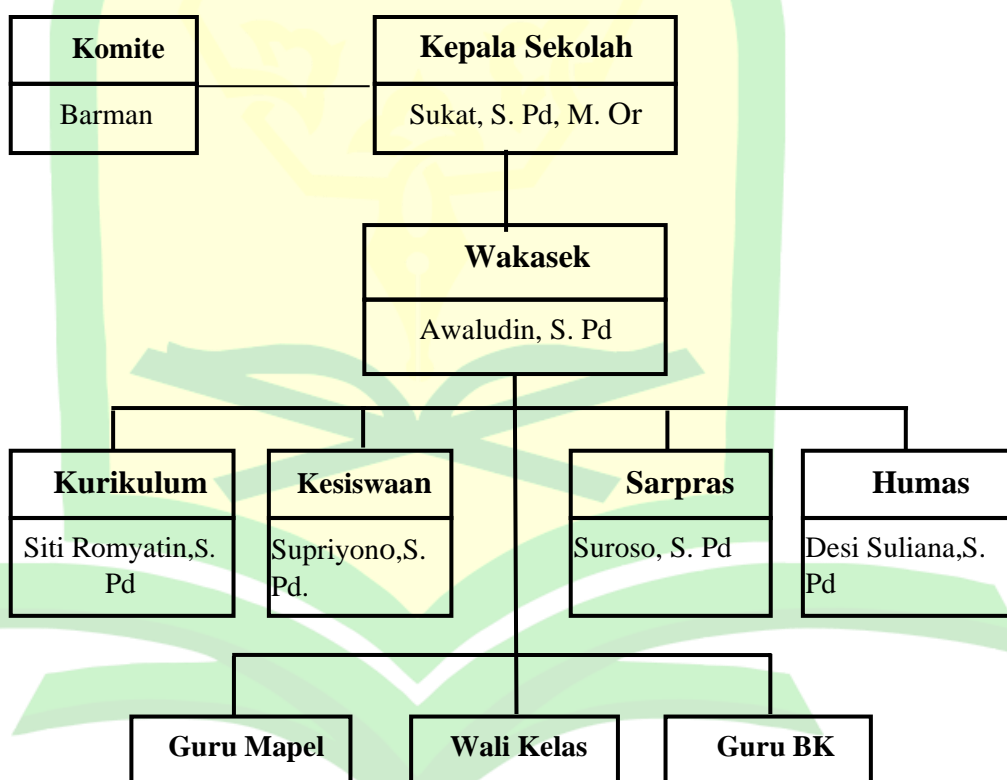 Komite
Barman
Kepala Sekolah
Sukat, S. Pd, M. Or
Wakasek
Awaludin, S. Pd
Kurikulum
Siti Romyatin,S.
Pd
Kesiswaan
Supriyono,S.
Pd.
Sarpras
Suroso, S. Pd
Humas
Desi Suliana,S.
Pd
Guru Mapel
Wali Kelas
Guru BK